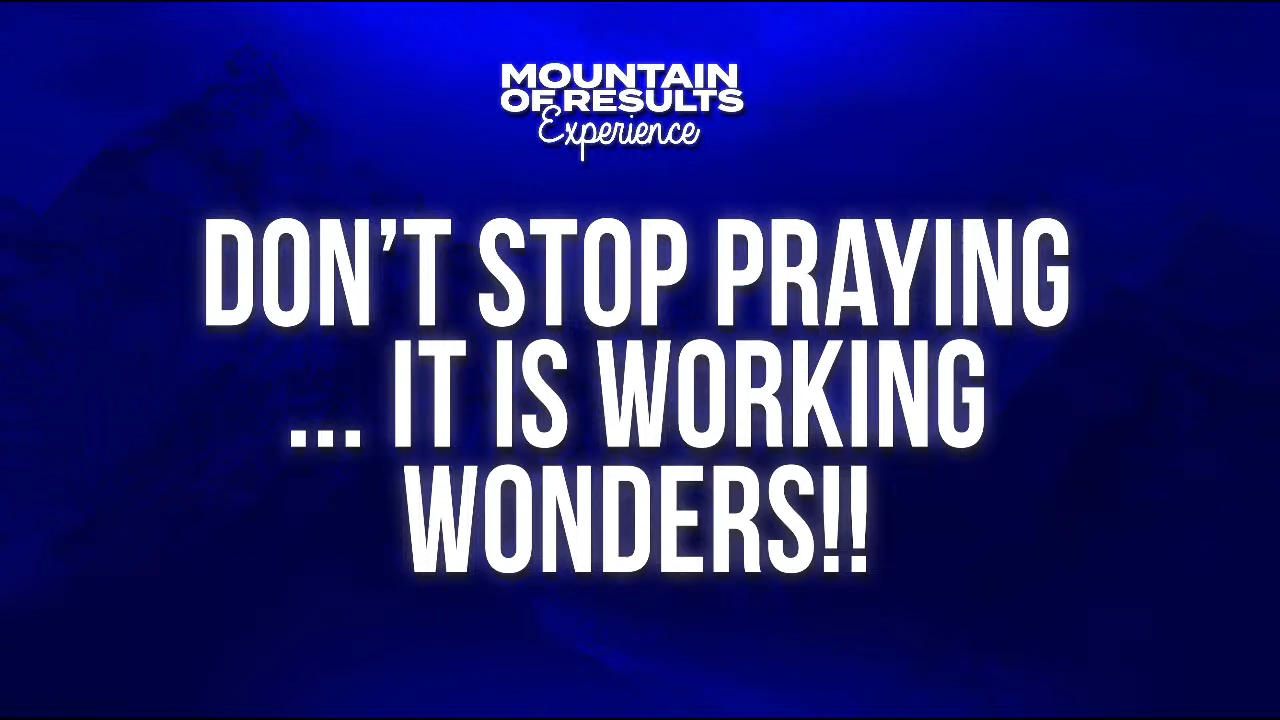 MOUNTAIN
OF RESULTS
Experience
DON’T STOP PRAYING
... IT IS WORKING
WONDERS!!